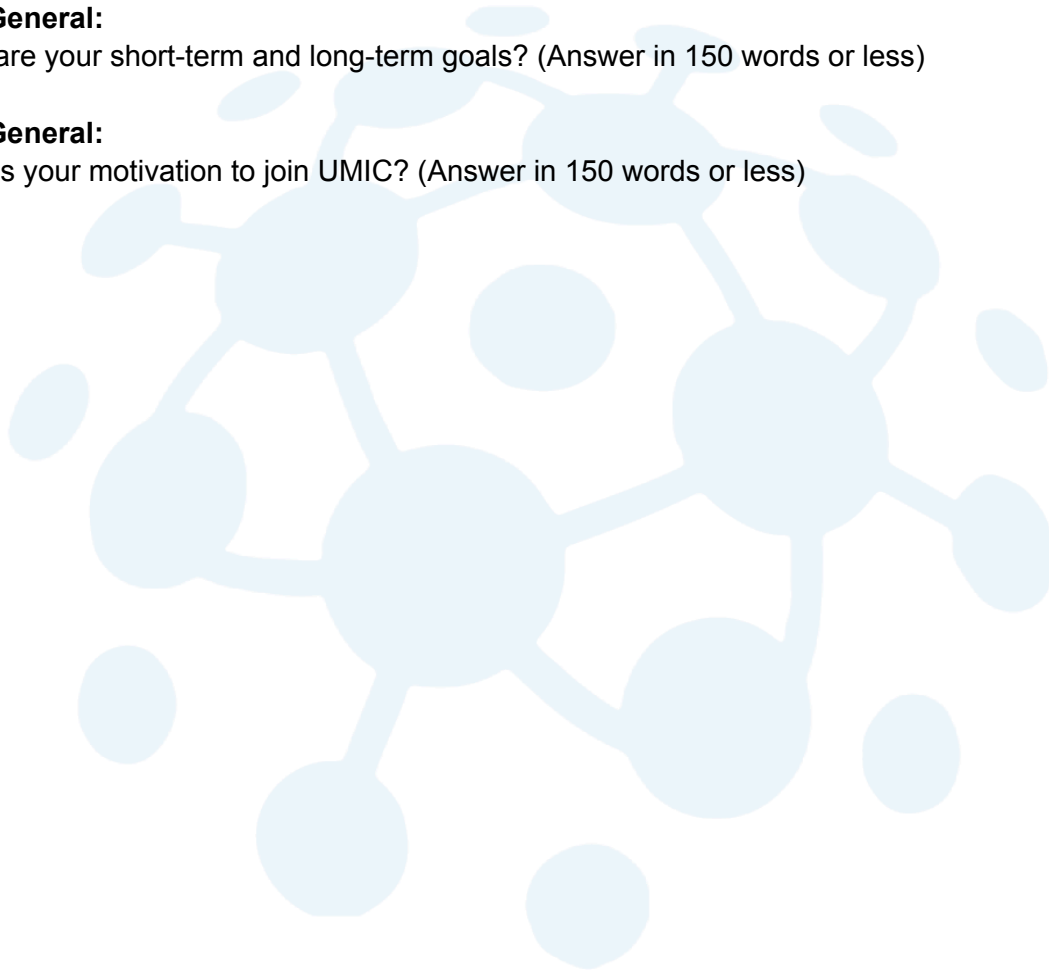 General:
are your short-term and long-term goals? (Answer in 150 words or less)
General:
s your motivation to join UMIC? (Answer in 150 words or less)